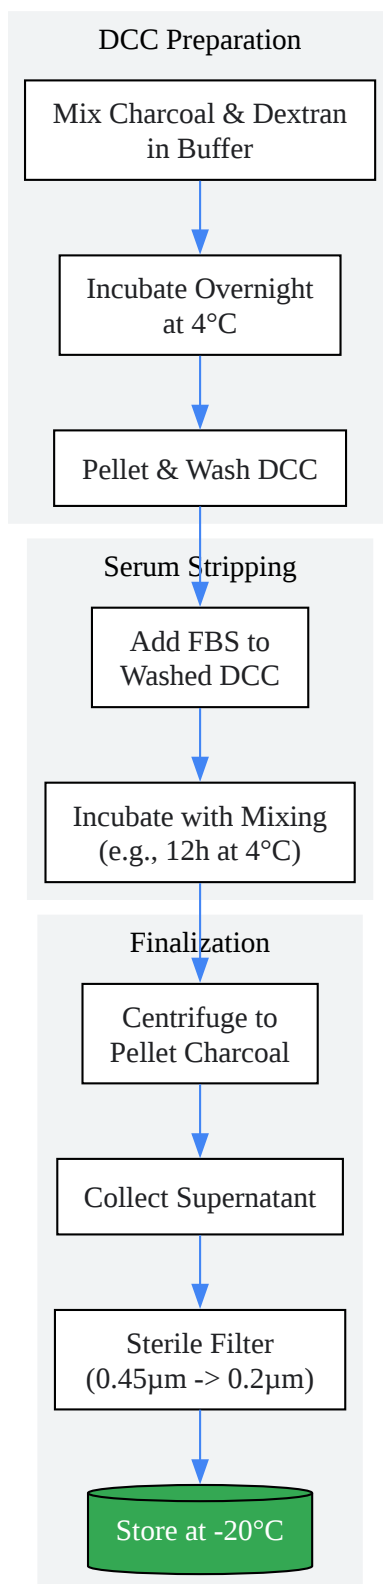 DCC Preparation
Mix Charcoal & Dextran
in Buffer
Incubate Overnight
at 4°C
Pellet & Wash DCC
Serum Stripping
Add FBS to
Washed DCC
Incubate with Mixing
(e.g., 12h at 4°C)
Finalization
Centrifuge to
Pellet Charcoal
Collect Supernatant
Sterile Filter
(0.45µm -> 0.2µm)
Store at -20°C